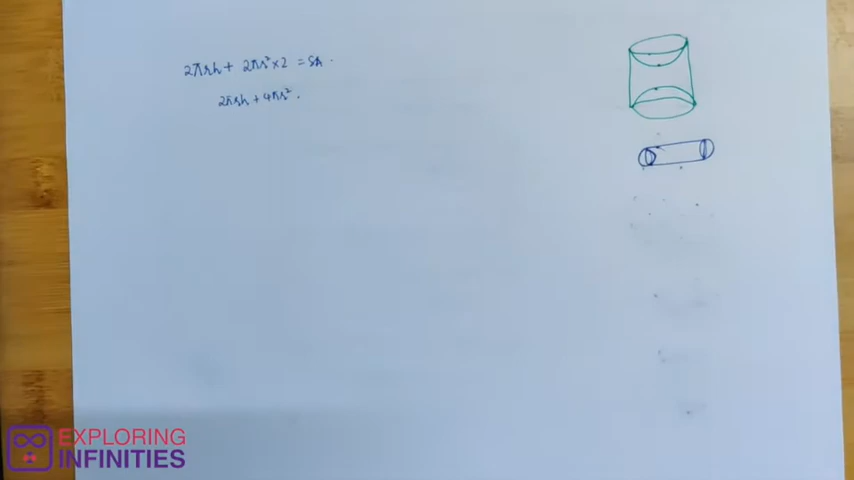 2πrh + 2πr² × 2 = SA.
2πrh + 4πr².
EXPLORING
INFINITIES